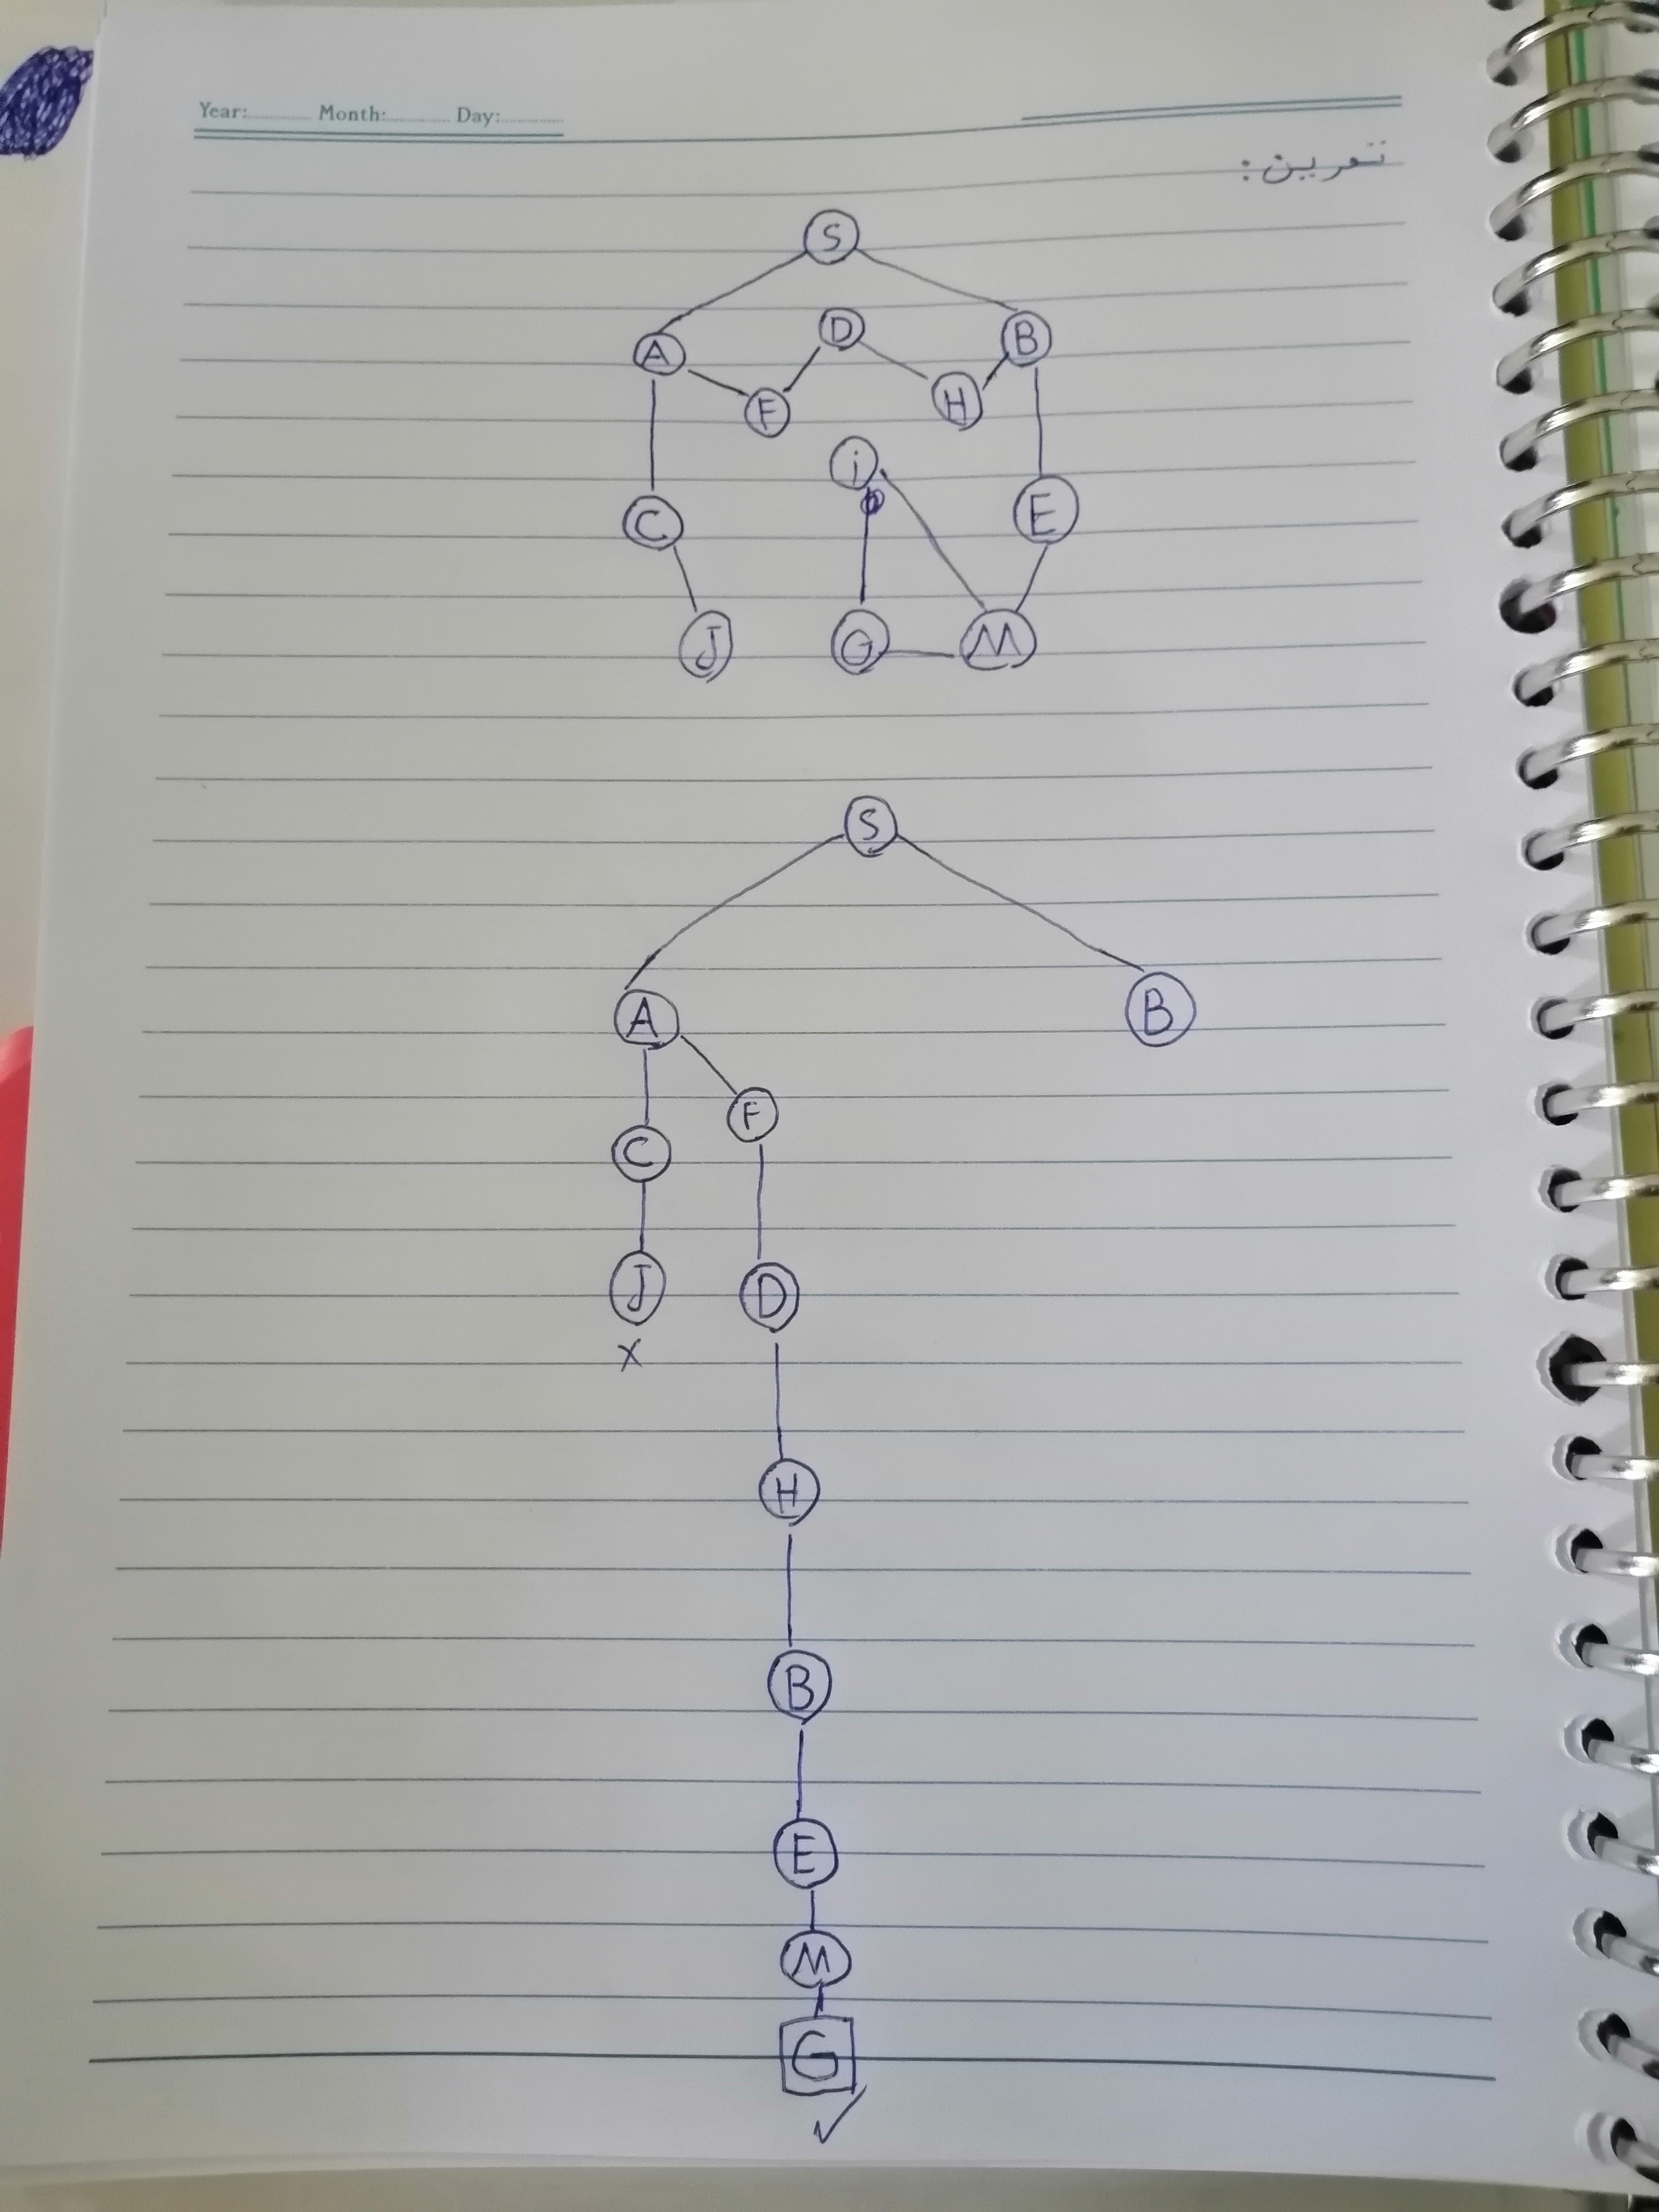 Year:............ Month:............ Day:............
تمرین:
S
A D B
F H
i
C E
J G M
S
A B
F
C
J D
X
H
B
E
M
G
✓